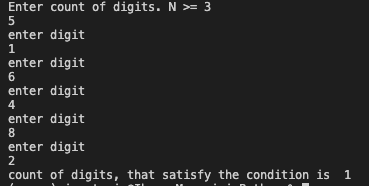 Enter count of digits. N >= 3
5
enter digit
1
enter digit
6
enter digit
4
enter digit
8
enter digit
2
count of digits, that satisfy the condition is  1